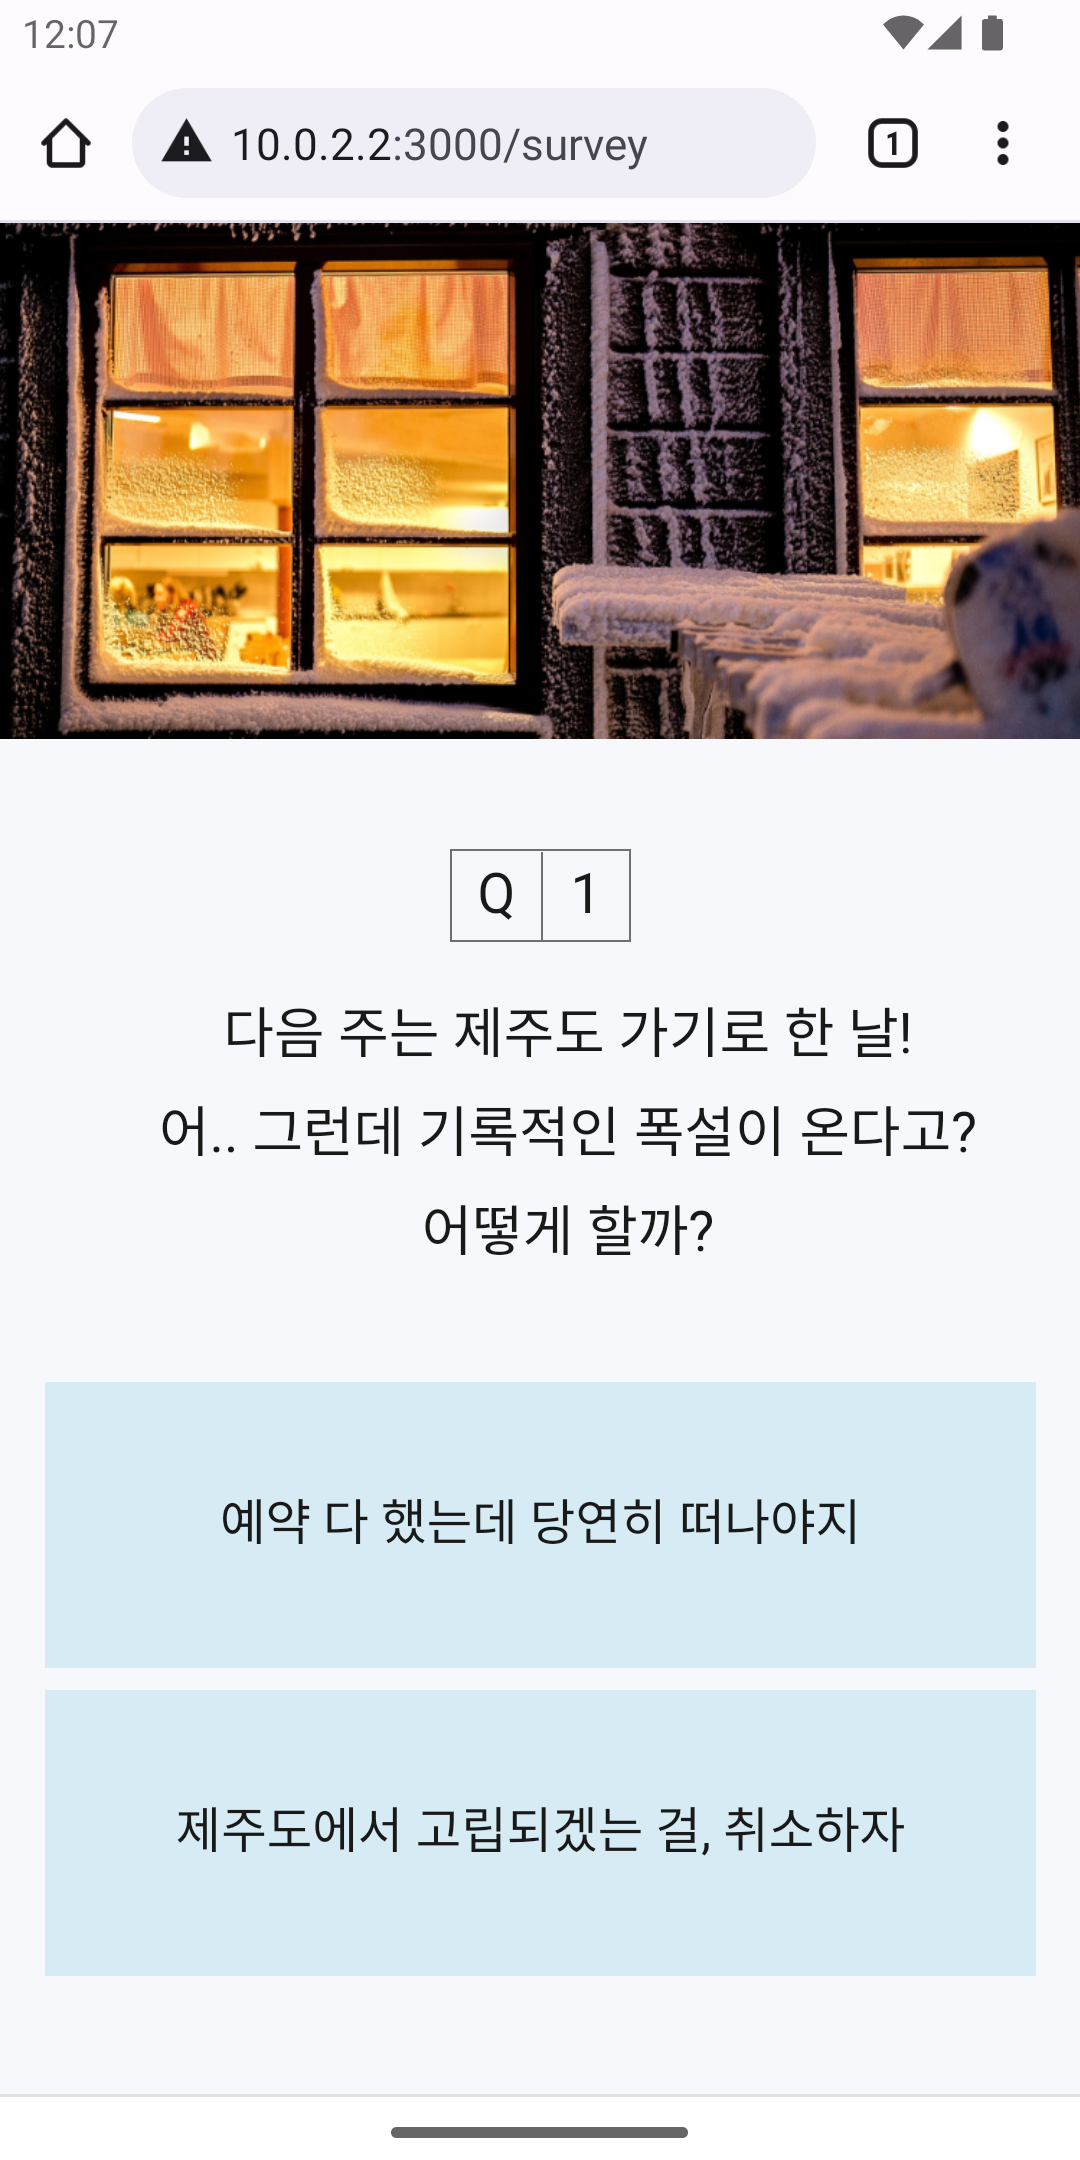 12:07
10.0.2.2:3000/survey
1
Q 1
다음 주는 제주도 가기로 한 날!
어.. 그런데 기록적인 폭설이 온다고?
어떻게 할까?
예약 다 했는데 당연히 떠나야지
제주도에서 고립되겠는 걸, 취소하자